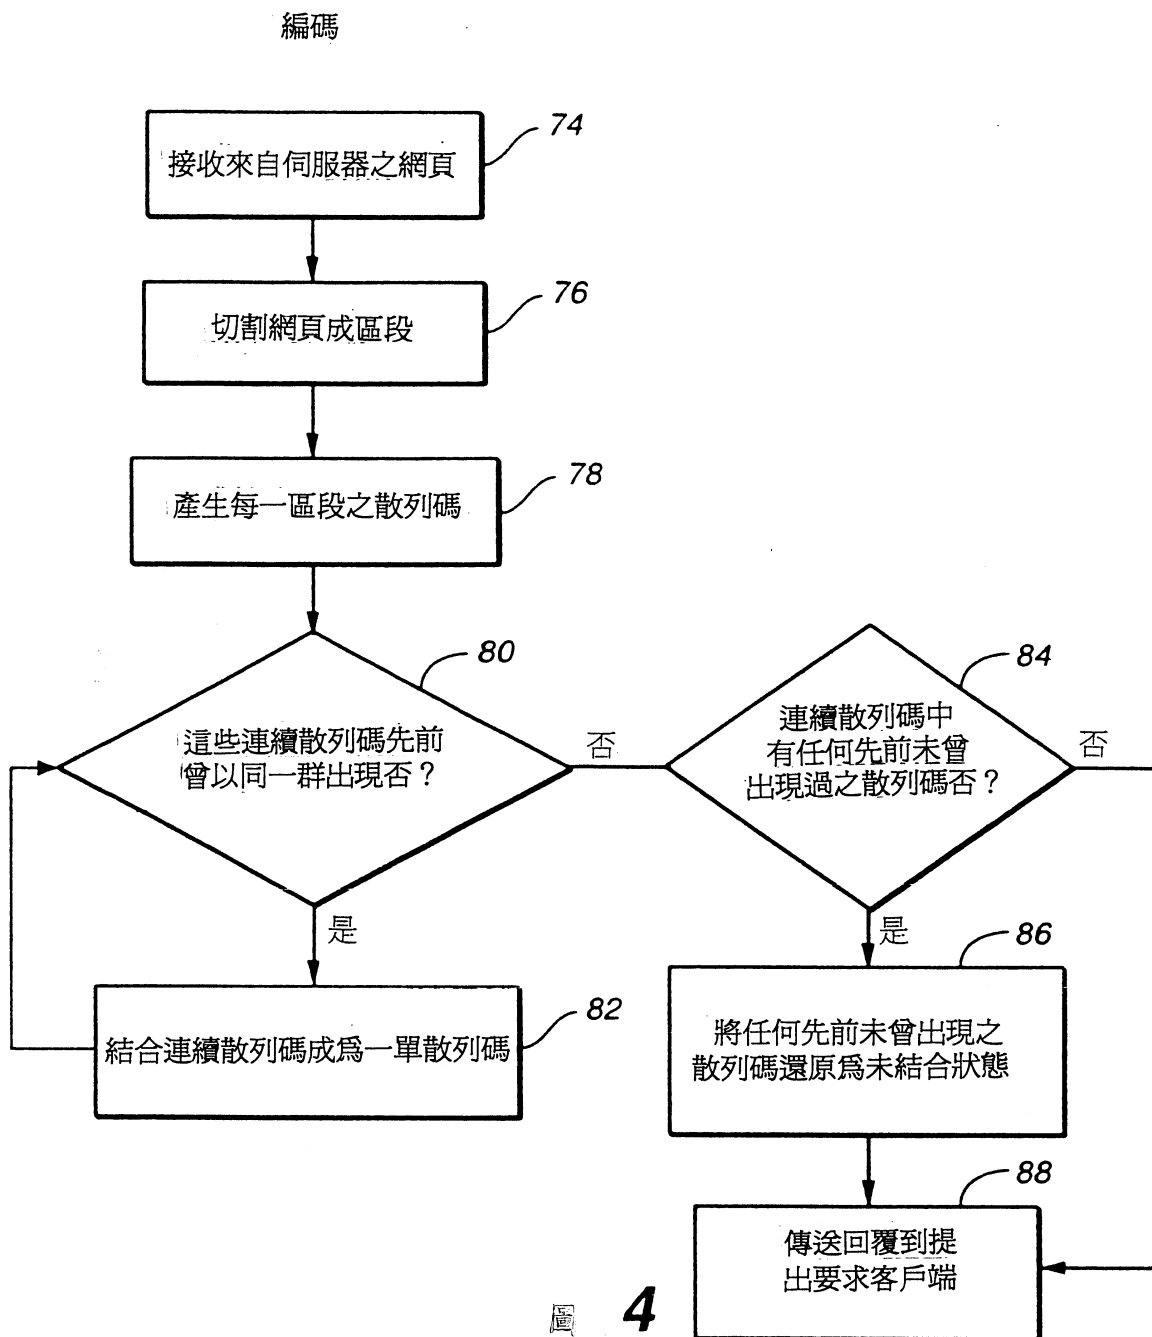 編碼
接收來自伺服器之網頁
74
切割網頁成區段
76
產生每一區段之散列碼
78
這些連續散列碼先前
曾以同一群出現否？
80
否
是
結合連續散列碼成爲一單散列碼
82
連續散列碼中
有任何先前未曾
出現過之散列碼否？
84
否
是
將任何先前未曾出現之
散列碼還原爲未結合狀態
86
傳送回覆到提
出要求客戶端
88
圖 4